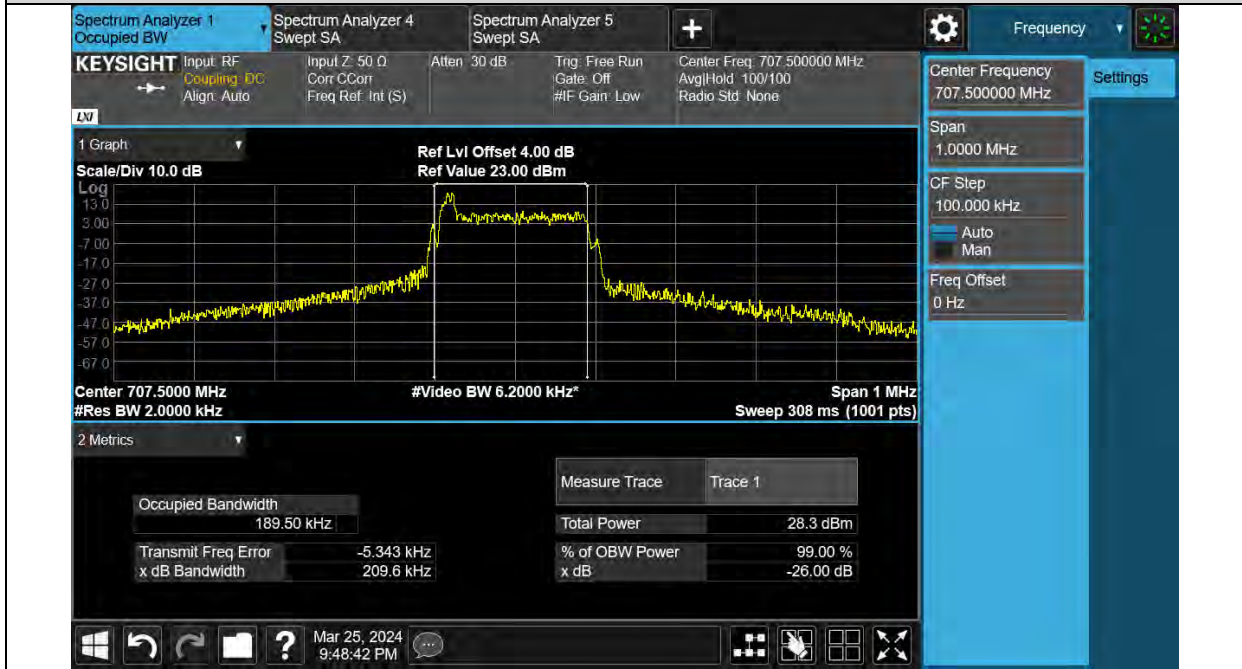 Spectrum Analyzer 1
Occupied BW
Spectrum Analyzer 4
Swept SA
Spectrum Analyzer 5
Swept SA
Frequency
KEYSIGHT
Input: RF
Coupling: DC
Align: Auto
Input Z: 50 Ω
Corr CCorr
Freq Ref: Int (S)
Atten: 30 dB
Trig: Free Run
Gate: Off
#IF Gain: Low
Center Freq: 707.500000 MHz
Avg|Hold: 100/100
Radio Std: None
LXI
Center Frequency
707.500000 MHz
Settings
Span
1.0000 MHz
CF Step
100.000 kHz
Auto
Man
Freq Offset
0 Hz
1 Graph
Ref Lvl Offset 4.00 dB
Scale/Div 10.0 dB
Ref Value 23.00 dBm
Log
13.0
3.00
-7.00
-17.0
-27.0
-37.0
-47.0
-57.0
-67.0
Center 707.5000 MHz
#Video BW 6.2000 kHz*
Span 1 MHz
#Res BW 2.0000 kHz
Sweep 308 ms (1001 pts)
2 Metrics
Measure Trace
Trace 1
Occupied Bandwidth
189.50 kHz
Total Power
28.3 dBm
Transmit Freq Error
-5.343 kHz
% of OBW Power
99.00 %
x dB Bandwidth
209.6 kHz
x dB
-26.00 dB
Mar 25, 2024
9:48:42 PM